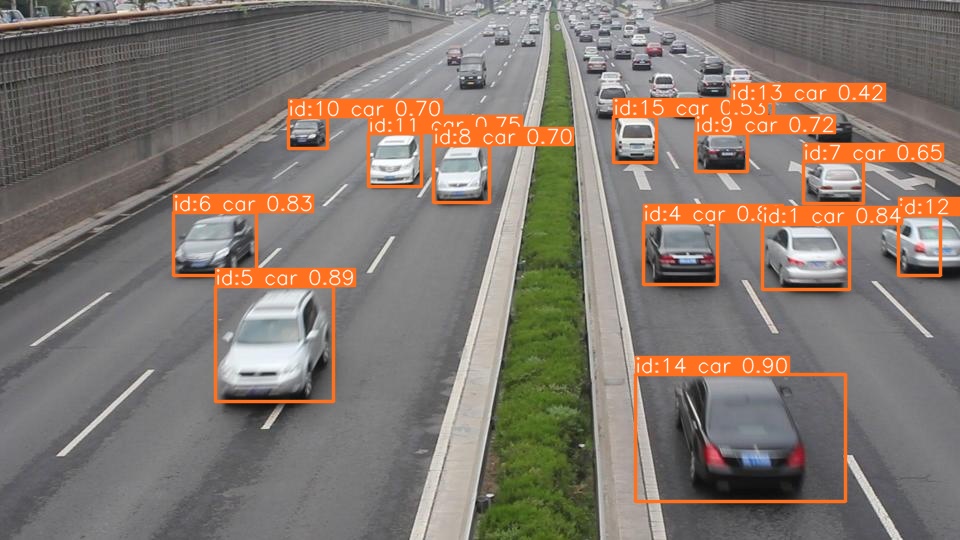 id:13 car 0.42
id:10 car 0.70
id:15 car 0.53
id:11 car 0.75
id:9 car 0.72
id:8 car 0.70
id:7 car 0.65
id:6 car 0.83
id:12
id:4 car
id:1 car 0.84
id:5 car 0.89
id:14 car 0.90